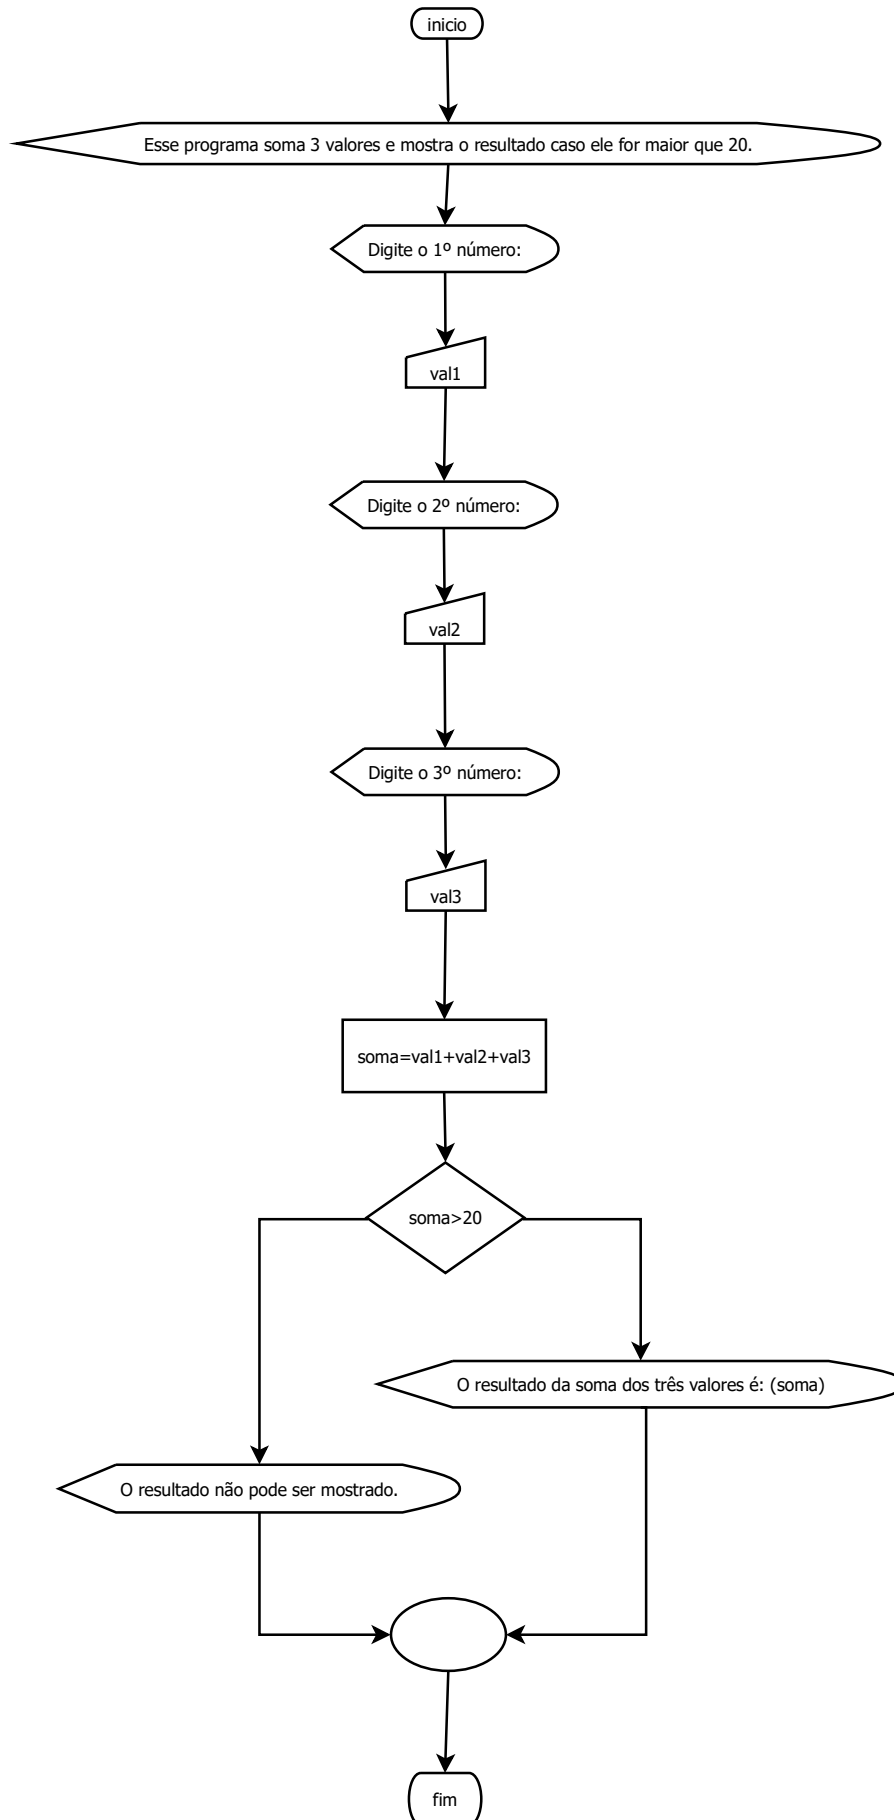 inicio
Esse programa soma 3 valores e mostra o resultado caso ele for maior que 20.
Digite o 1º número:
val1
Digite o 2º número:
val2
Digite o 3º número:
val3
soma=val1+val2+val3
soma>20
O resultado da soma dos três valores é: (soma)
O resultado não pode ser mostrado.
fim